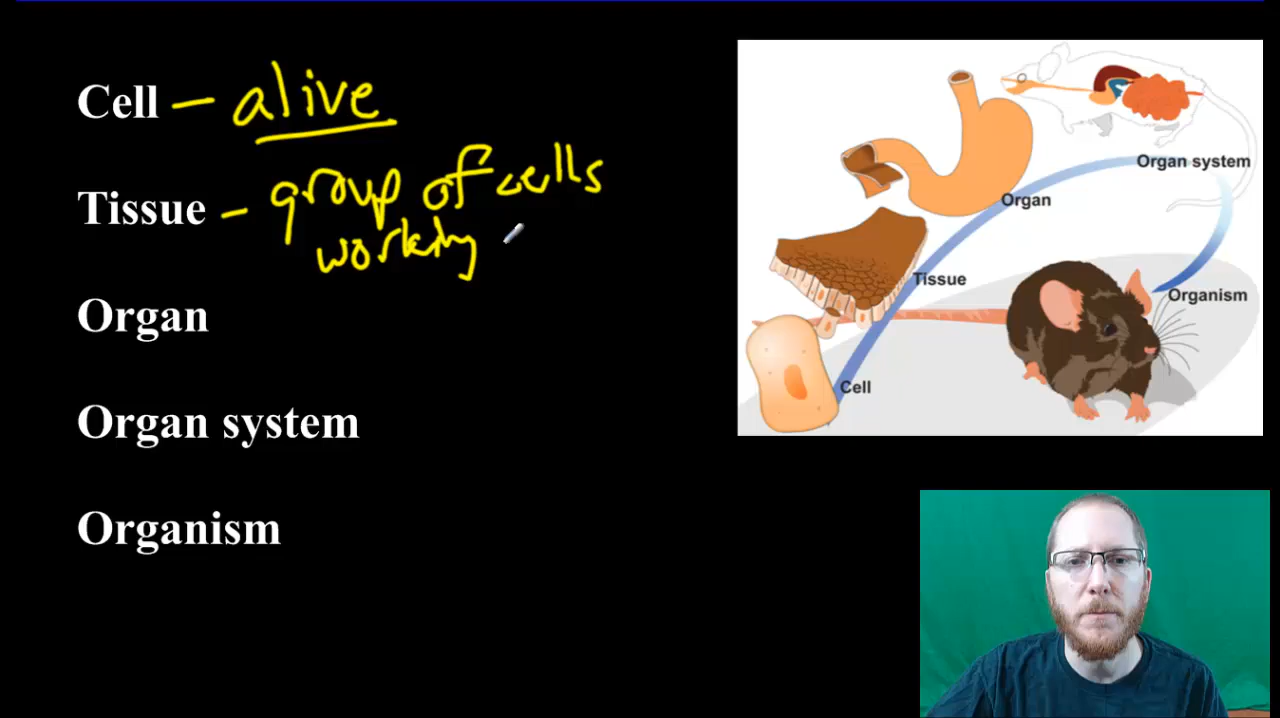 Cell – alive
Tissue – group of cells
working
Organ
Organ system
Organism
Organ system
Organ
Organism
Tissue
Cell